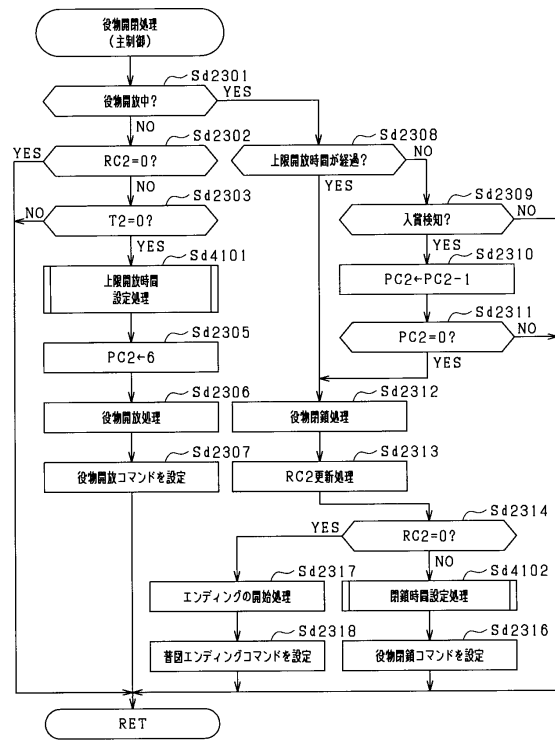 役物開閉処理
(主制御)
Sd2301
役物開放中?
YES
NO
Sd2302
RC2=0?
YES
NO
Sd2303
T2=0?
NO
YES
Sd4101
上限開放時間
設定処理
Sd2305
PC2←6
Sd2306
役物開放処理
Sd2307
役物開放コマンドを設定
Sd2308
上限開放時間が経過?
NO
YES
Sd2309
入賞検知?
NO
YES
Sd2310
PC2←PC2-1
Sd2311
PC2=0?
NO
YES
Sd2312
役物閉鎖処理
Sd2313
RC2更新処理
Sd2314
RC2=0?
YES
NO
Sd2317
エンディングの開始処理
Sd2318
普図エンディングコマンドを設定
Sd4102
閉鎖時間設定処理
Sd2316
役物閉鎖コマンドを設定
RET